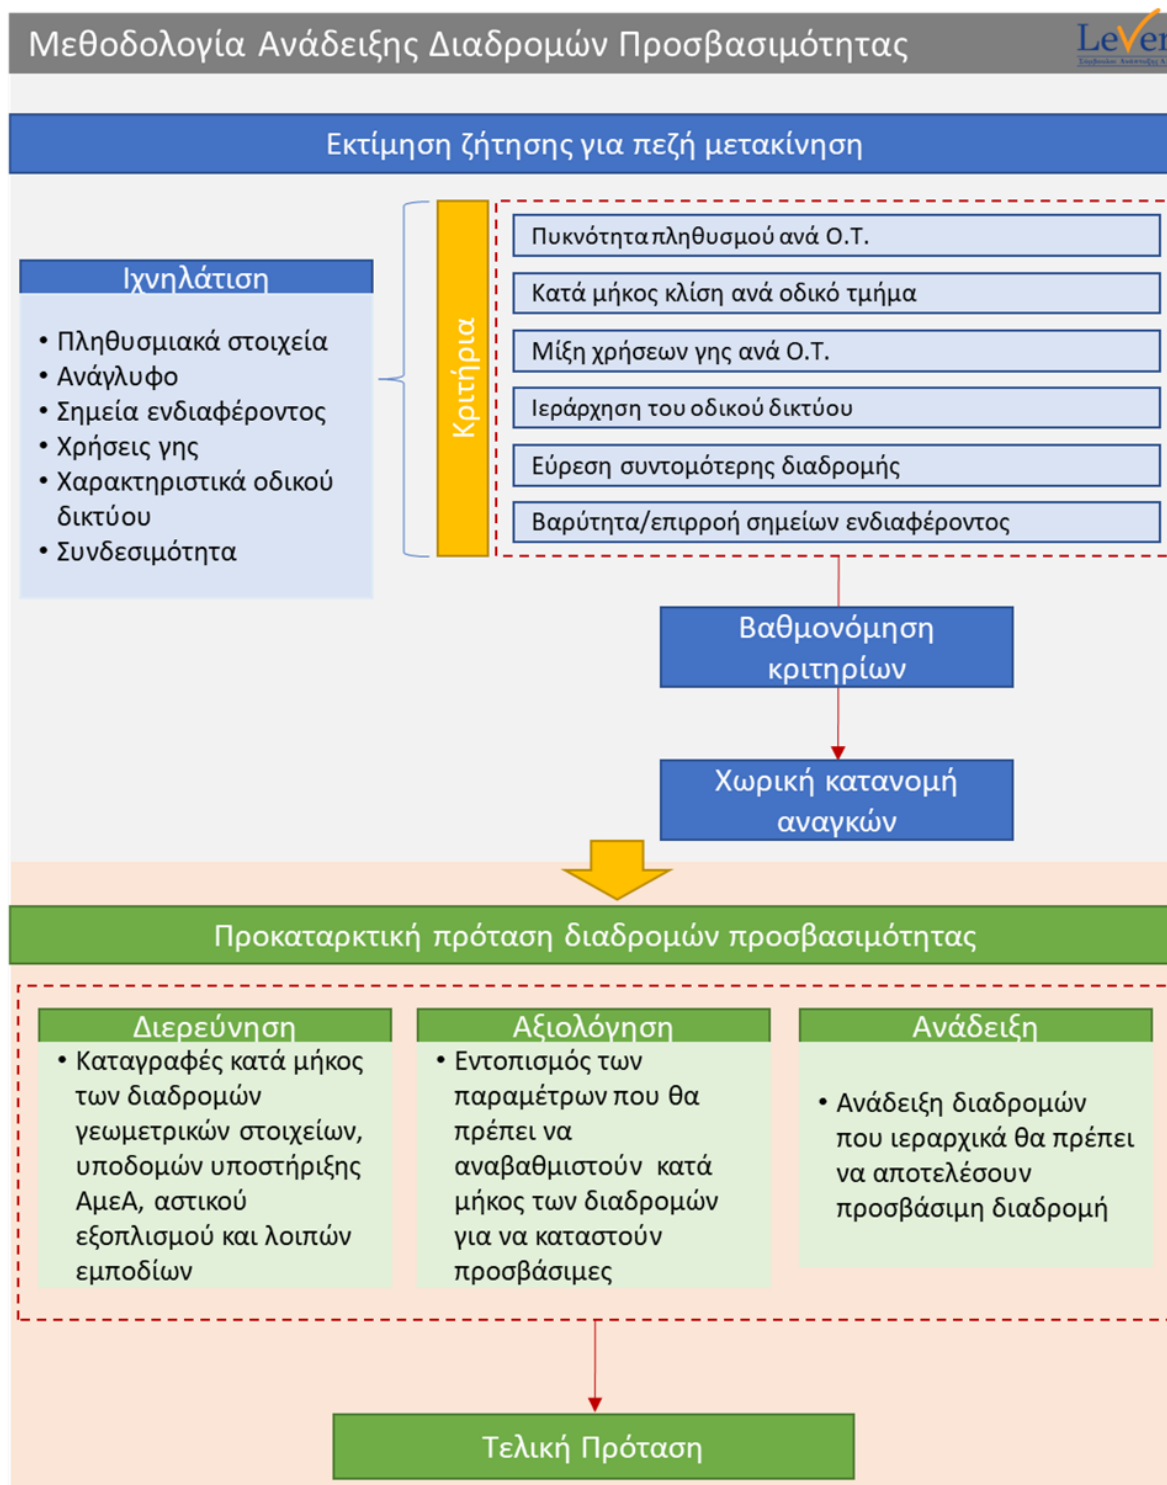 Μεθοδολογία Ανάδειξης Διαδρομών Προσβασιμότητας
LeVer
Εκτίμηση ζήτησης για πεζή μετακίνηση
Ιχνηλάτιση
• Πληθυσμιακά στοιχεία
• Ανάγλυφο
• Σημεία ενδιαφέροντος
• Χρήσεις γης
• Χαρακτηριστικά οδικού
δικτύου
• Συνδεσιμότητα
Κριτήρια
Πυκνότητα πληθυσμού ανά Ο.Τ.
Κατά μήκος κλίση ανά οδικό τμήμα
Μίξη χρήσεων γης ανά Ο.Τ.
Ιεράρχηση του οδικού δικτύου
Εύρεση συντομότερης διαδρομής
Βαρύτητα/επιρροή σημείων ενδιαφέροντος
Βαθμονόμηση
κριτηρίων
Χωρική κατανομή
αναγκών
Προκαταρκτική πρόταση διαδρομών προσβασιμότητας
Διερεύνηση
• Καταγραφές κατά μήκος
των διαδρομών
γεωμετρικών στοιχείων,
υποδομών υποστήριξης
ΑμεΑ, αστικού
εξοπλισμού και λοιπών
εμποδίων
Αξιολόγηση
• Εντοπισμός των
παραμέτρων που θα
πρέπει να
αναβαθμιστούν κατά
μήκος των διαδρομών
για να καταστούν
προσβάσιμες
Ανάδειξη
• Ανάδειξη διαδρομών
που ιεραρχικά θα πρέπει
να αποτελέσουν
προσβάσιμη διαδρομή
Τελική Πρόταση